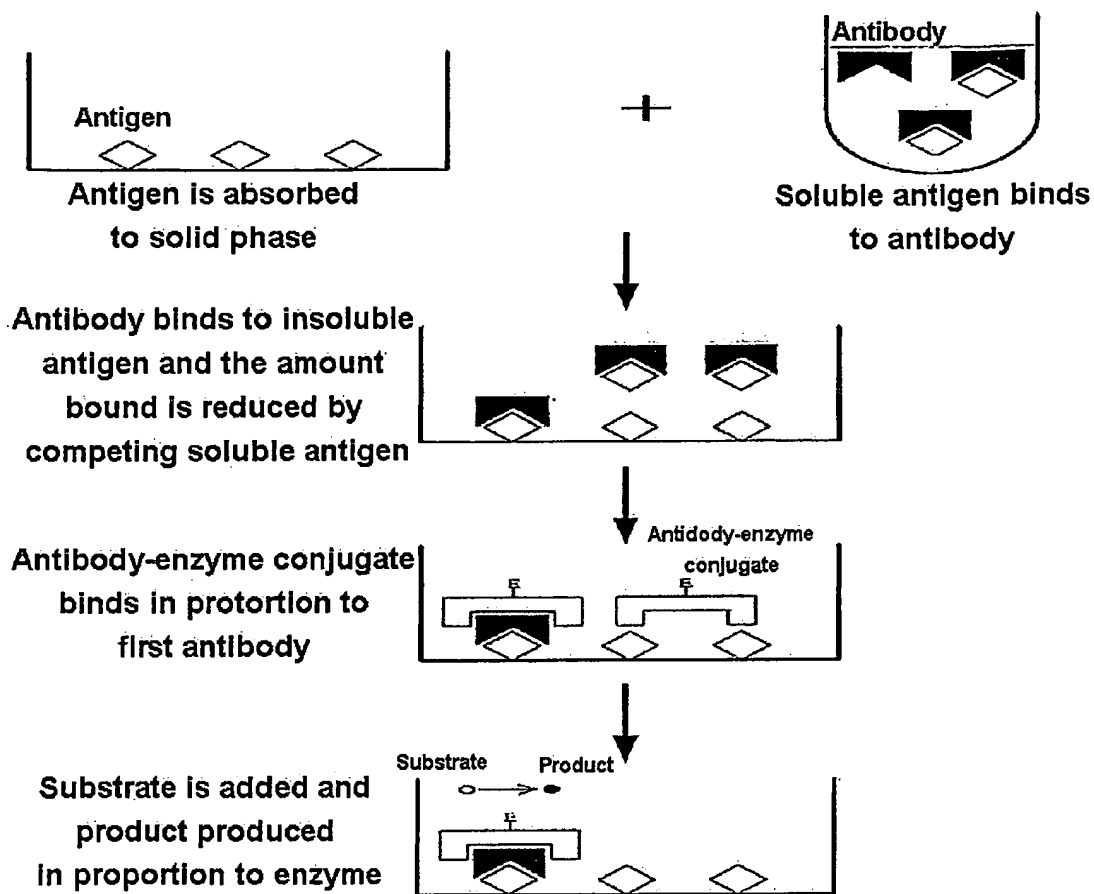 Antibody
Antigen
Antigen is absorbed
to solid phase
Soluble antigen binds
to antibody
Antibody binds to insoluble
antigen and the amount
bound is reduced by
competing soluble antigen
Antidody-enzyme
conjugate
Antibody-enzyme conjugate
binds in protortion to
first antibody
E
E
Substrate
Product
Substrate is added and
product produced
in proportion to enzyme
E